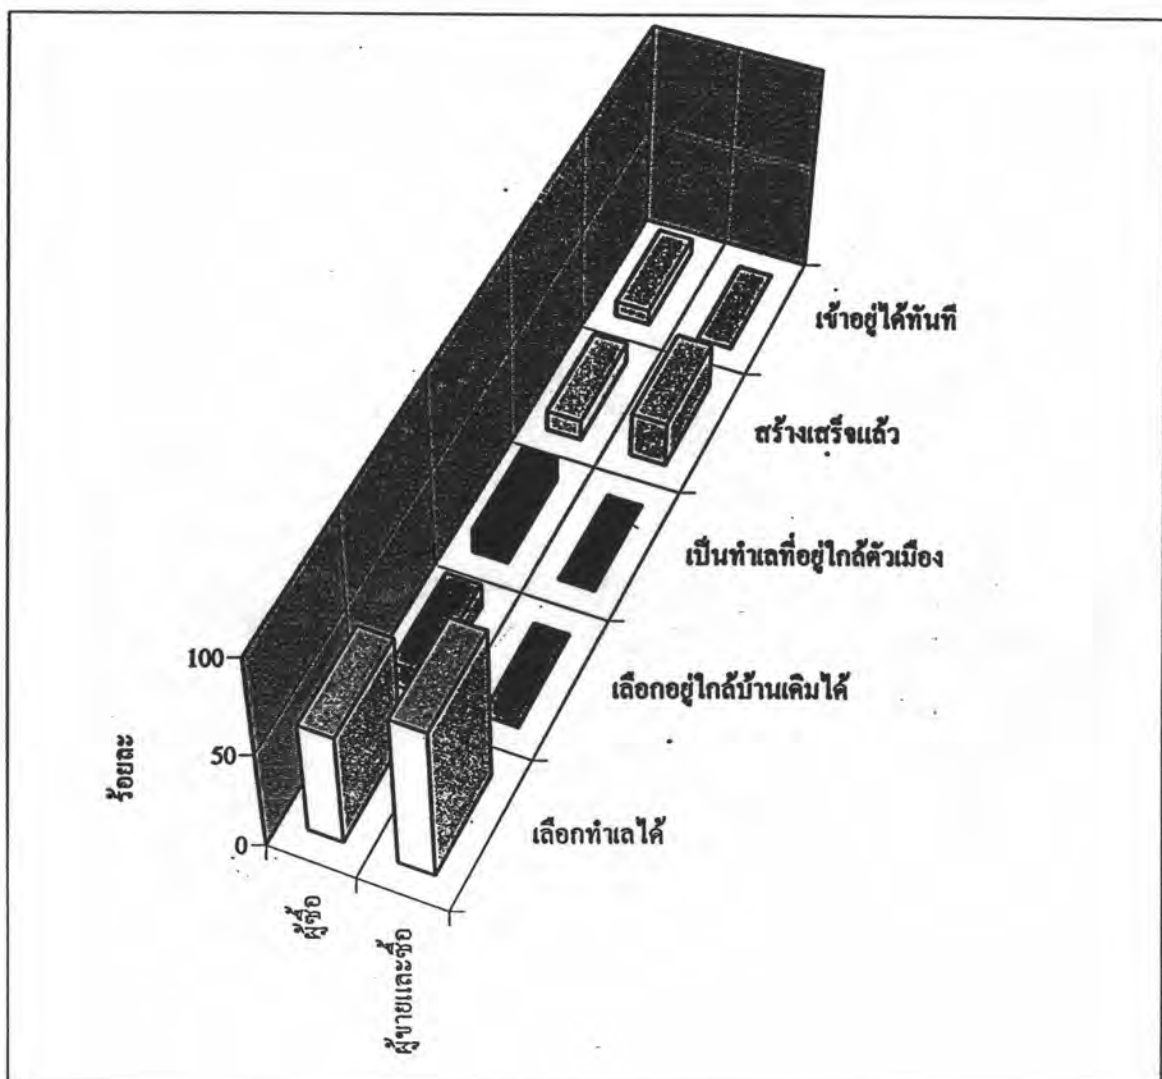 เข้าอยู่ได้ทันที
สร้างเสร็จแล้ว
เป็นทำเลที่อยู่ใกล้ตัวเมือง
เลือกอยู่ใกล้บ้านเดิมได้
เลือกทำเลได้
100
50
0
ร้อยละ
ผู้ซื้อ
ผู้ขายและซื้อ